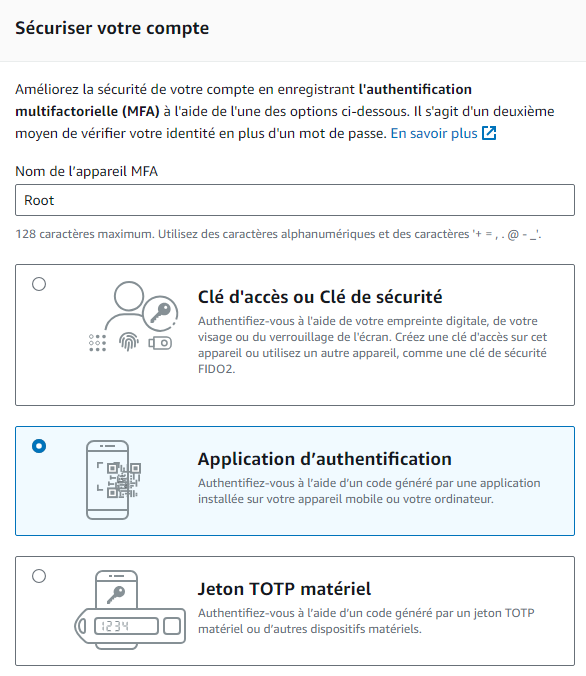 Sécuriser votre compte
Améliorez la sécurité de votre compte en enregistrant l'authentification
multifactorielle (MFA) à l'aide de l'une des options ci-dessous. Il s'agit d'un deuxième
moyen de vérifier votre identité en plus d'un mot de passe. En savoir plus
Nom de l’appareil MFA
Root
128 caractères maximum. Utilisez des caractères alphanumériques et des caractères '+ = , . @ - _'.
Clé d'accès ou Clé de sécurité
Authentifiez-vous à l'aide de votre empreinte digitale, de votre
visage ou du verrouillage de l'écran. Créez une clé d'accès sur cet
appareil ou utilisez un autre appareil, comme une clé de sécurité
FIDO2.
Application d’authentification
Authentifiez-vous à l’aide d’un code généré par une application
installée sur votre appareil mobile ou votre ordinateur.
Jeton TOTP matériel
1234
Authentifiez-vous à l’aide d’un code généré par un jeton TOTP
matériel ou d’autres dispositifs matériels.